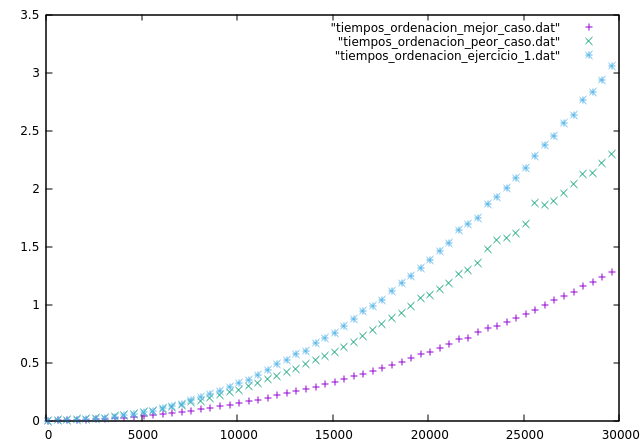 3.5
3
2.5
2
1.5
1
0.5
0
"tiempos_ordenacion_mejor_caso.dat"
"tiempos_ordenacion_peor_caso.dat"
"tiempos_ordenacion_ejercicio_1.dat"
0 5000 10000 15000 20000 25000 30000